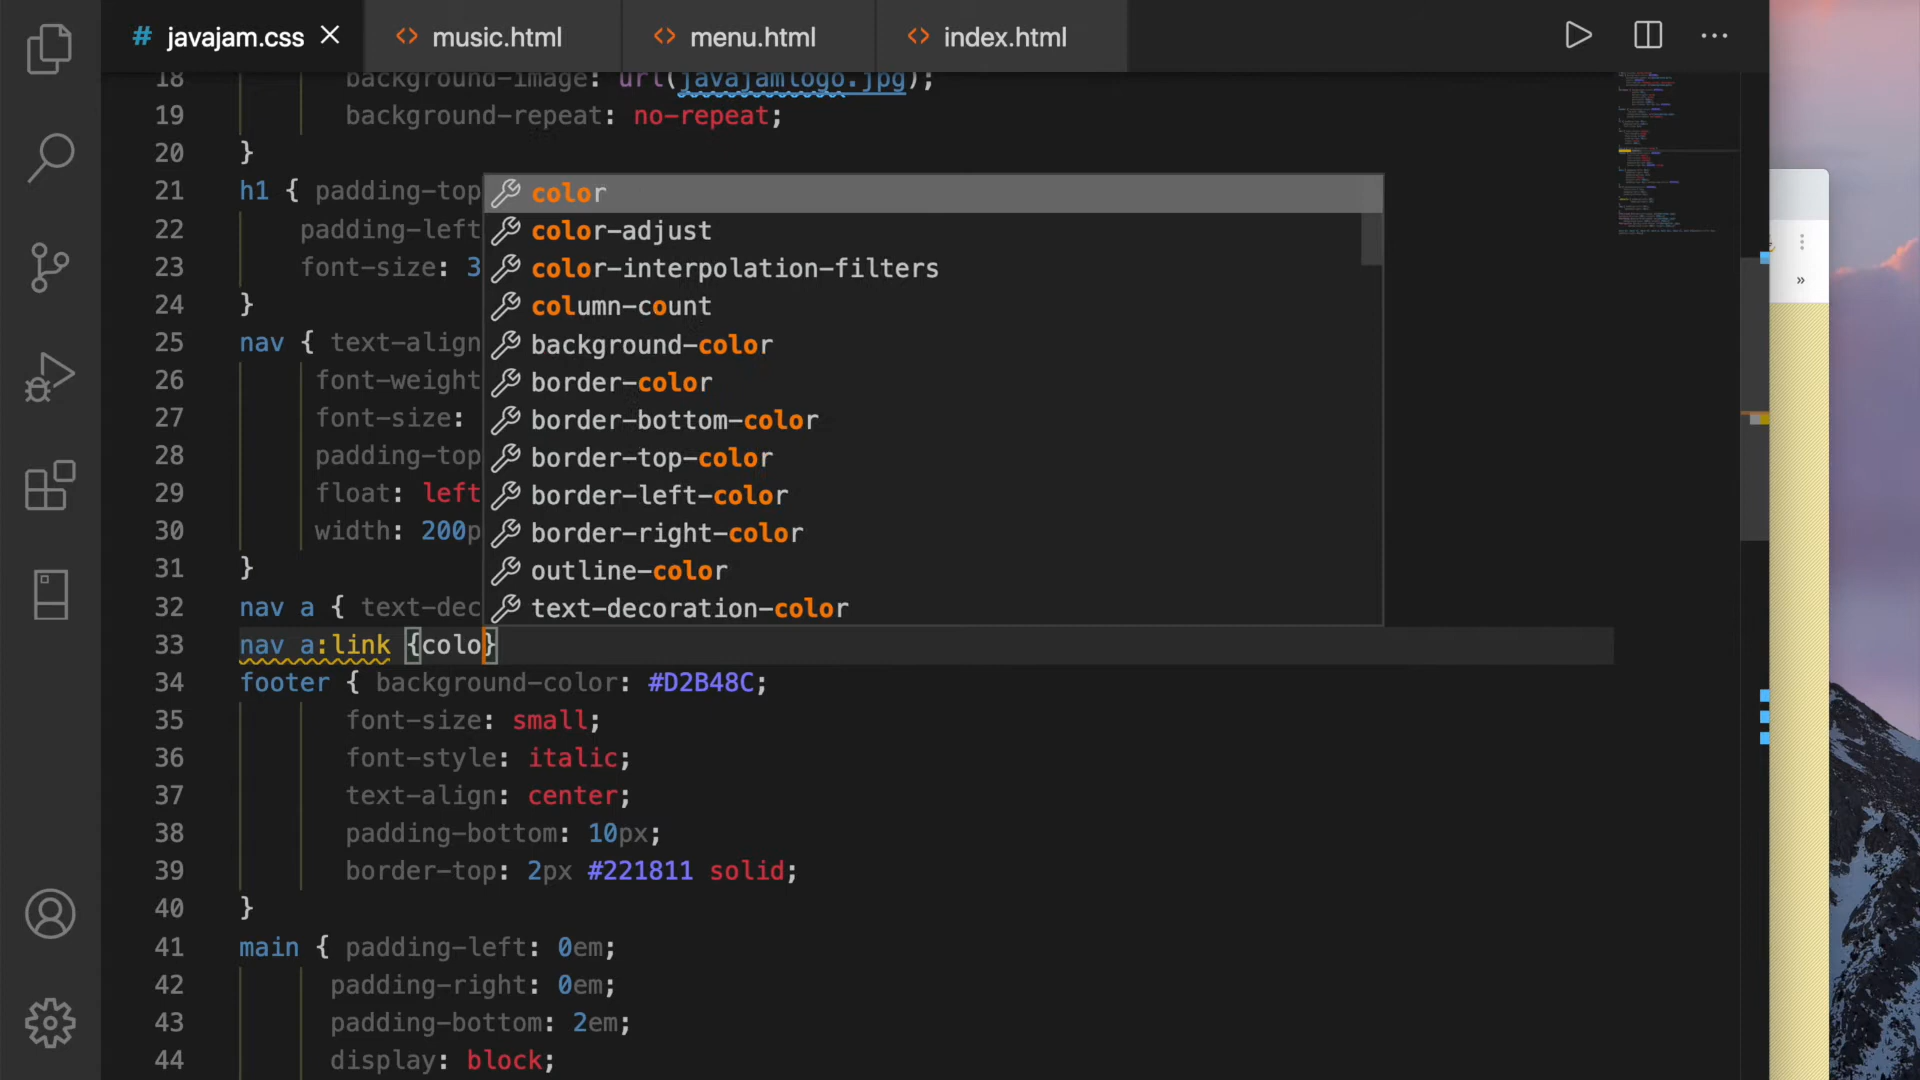 # javajam.css
<> music.html
<> menu.html
<> index.html
18 background-image: url(javajamlogo.jpg);
19 background-repeat: no-repeat;
20 }
21 h1 { padding-top
22 padding-left
23 font-size: 3
24 }
25 nav { text-align
26 font-weight
27 font-size:
28 padding-top
29 float: left
30 width: 200p
31 }
32 nav a { text-dec
color
color-adjust
color-interpolation-filters
column-count
background-color
border-color
border-bottom-color
border-top-color
border-left-color
border-right-color
outline-color
text-decoration-color
33 nav a:link {colo}
34 footer { background-color: #D2B48C;
35 font-size: small;
36 font-style: italic;
37 text-align: center;
38 padding-bottom: 10px;
39 border-top: 2px #221811 solid;
40 }
41 main { padding-left: 0em;
42 padding-right: 0em;
43 padding-bottom: 2em;
44 display: block;